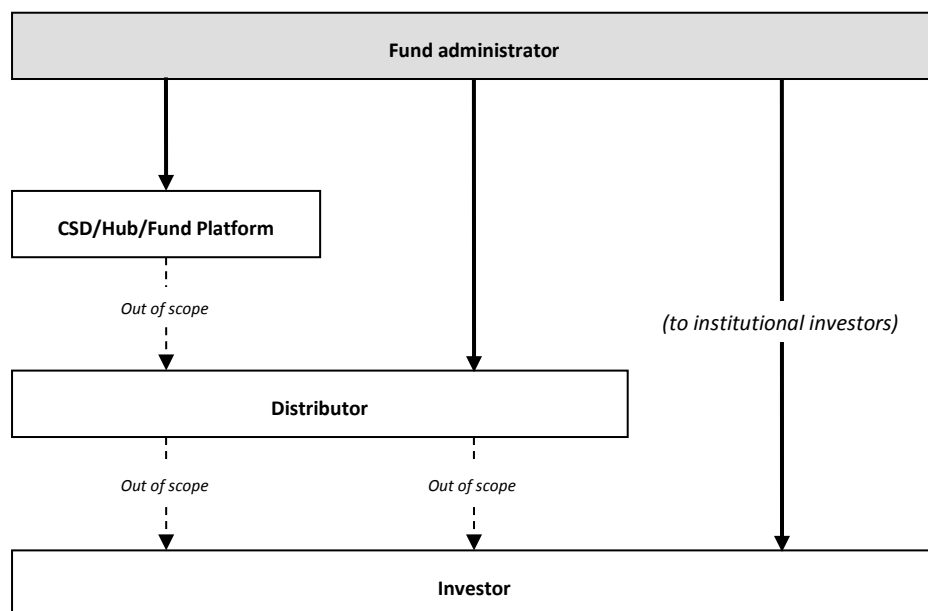 Fund administrator
CSD/Hub/Fund Platform
Out of scope
(to institutional investors)
Distributor
Out of scope
Out of scope
Investor